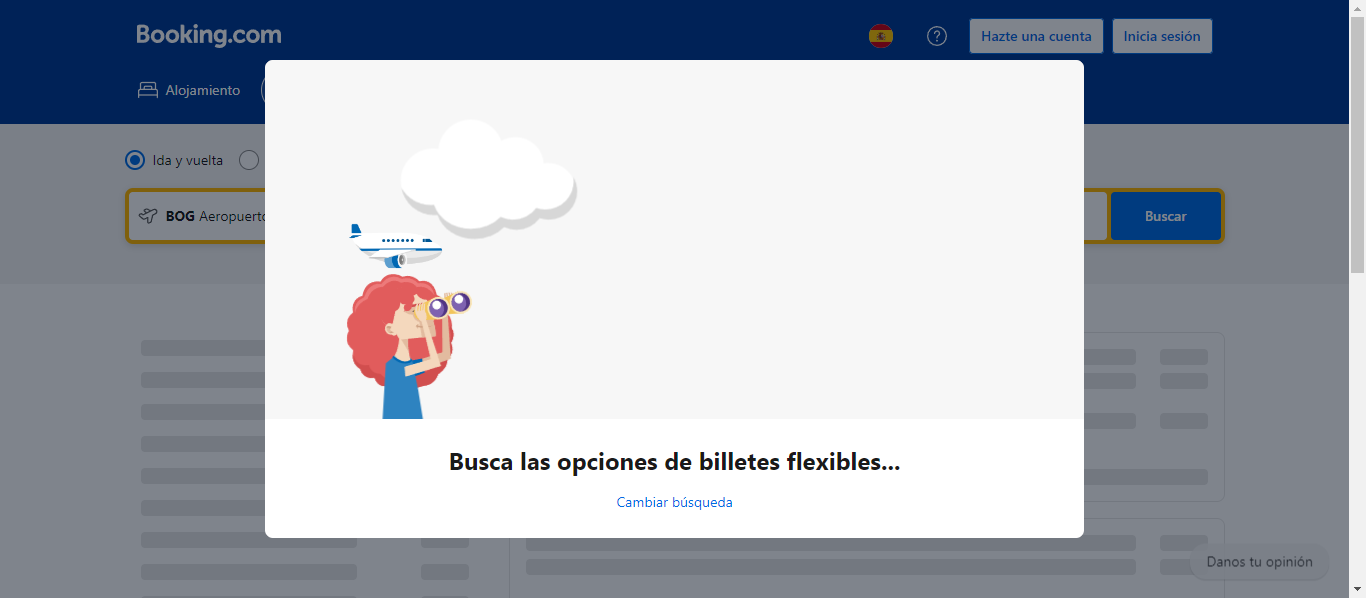 Booking.com
Hazte una cuenta
Inicia sesión
Alojamiento
Ida y vuelta
BOG Aeropuerto
Buscar
Busca las opciones de billetes flexibles...
Cambiar búsqueda
Danos tu opinión